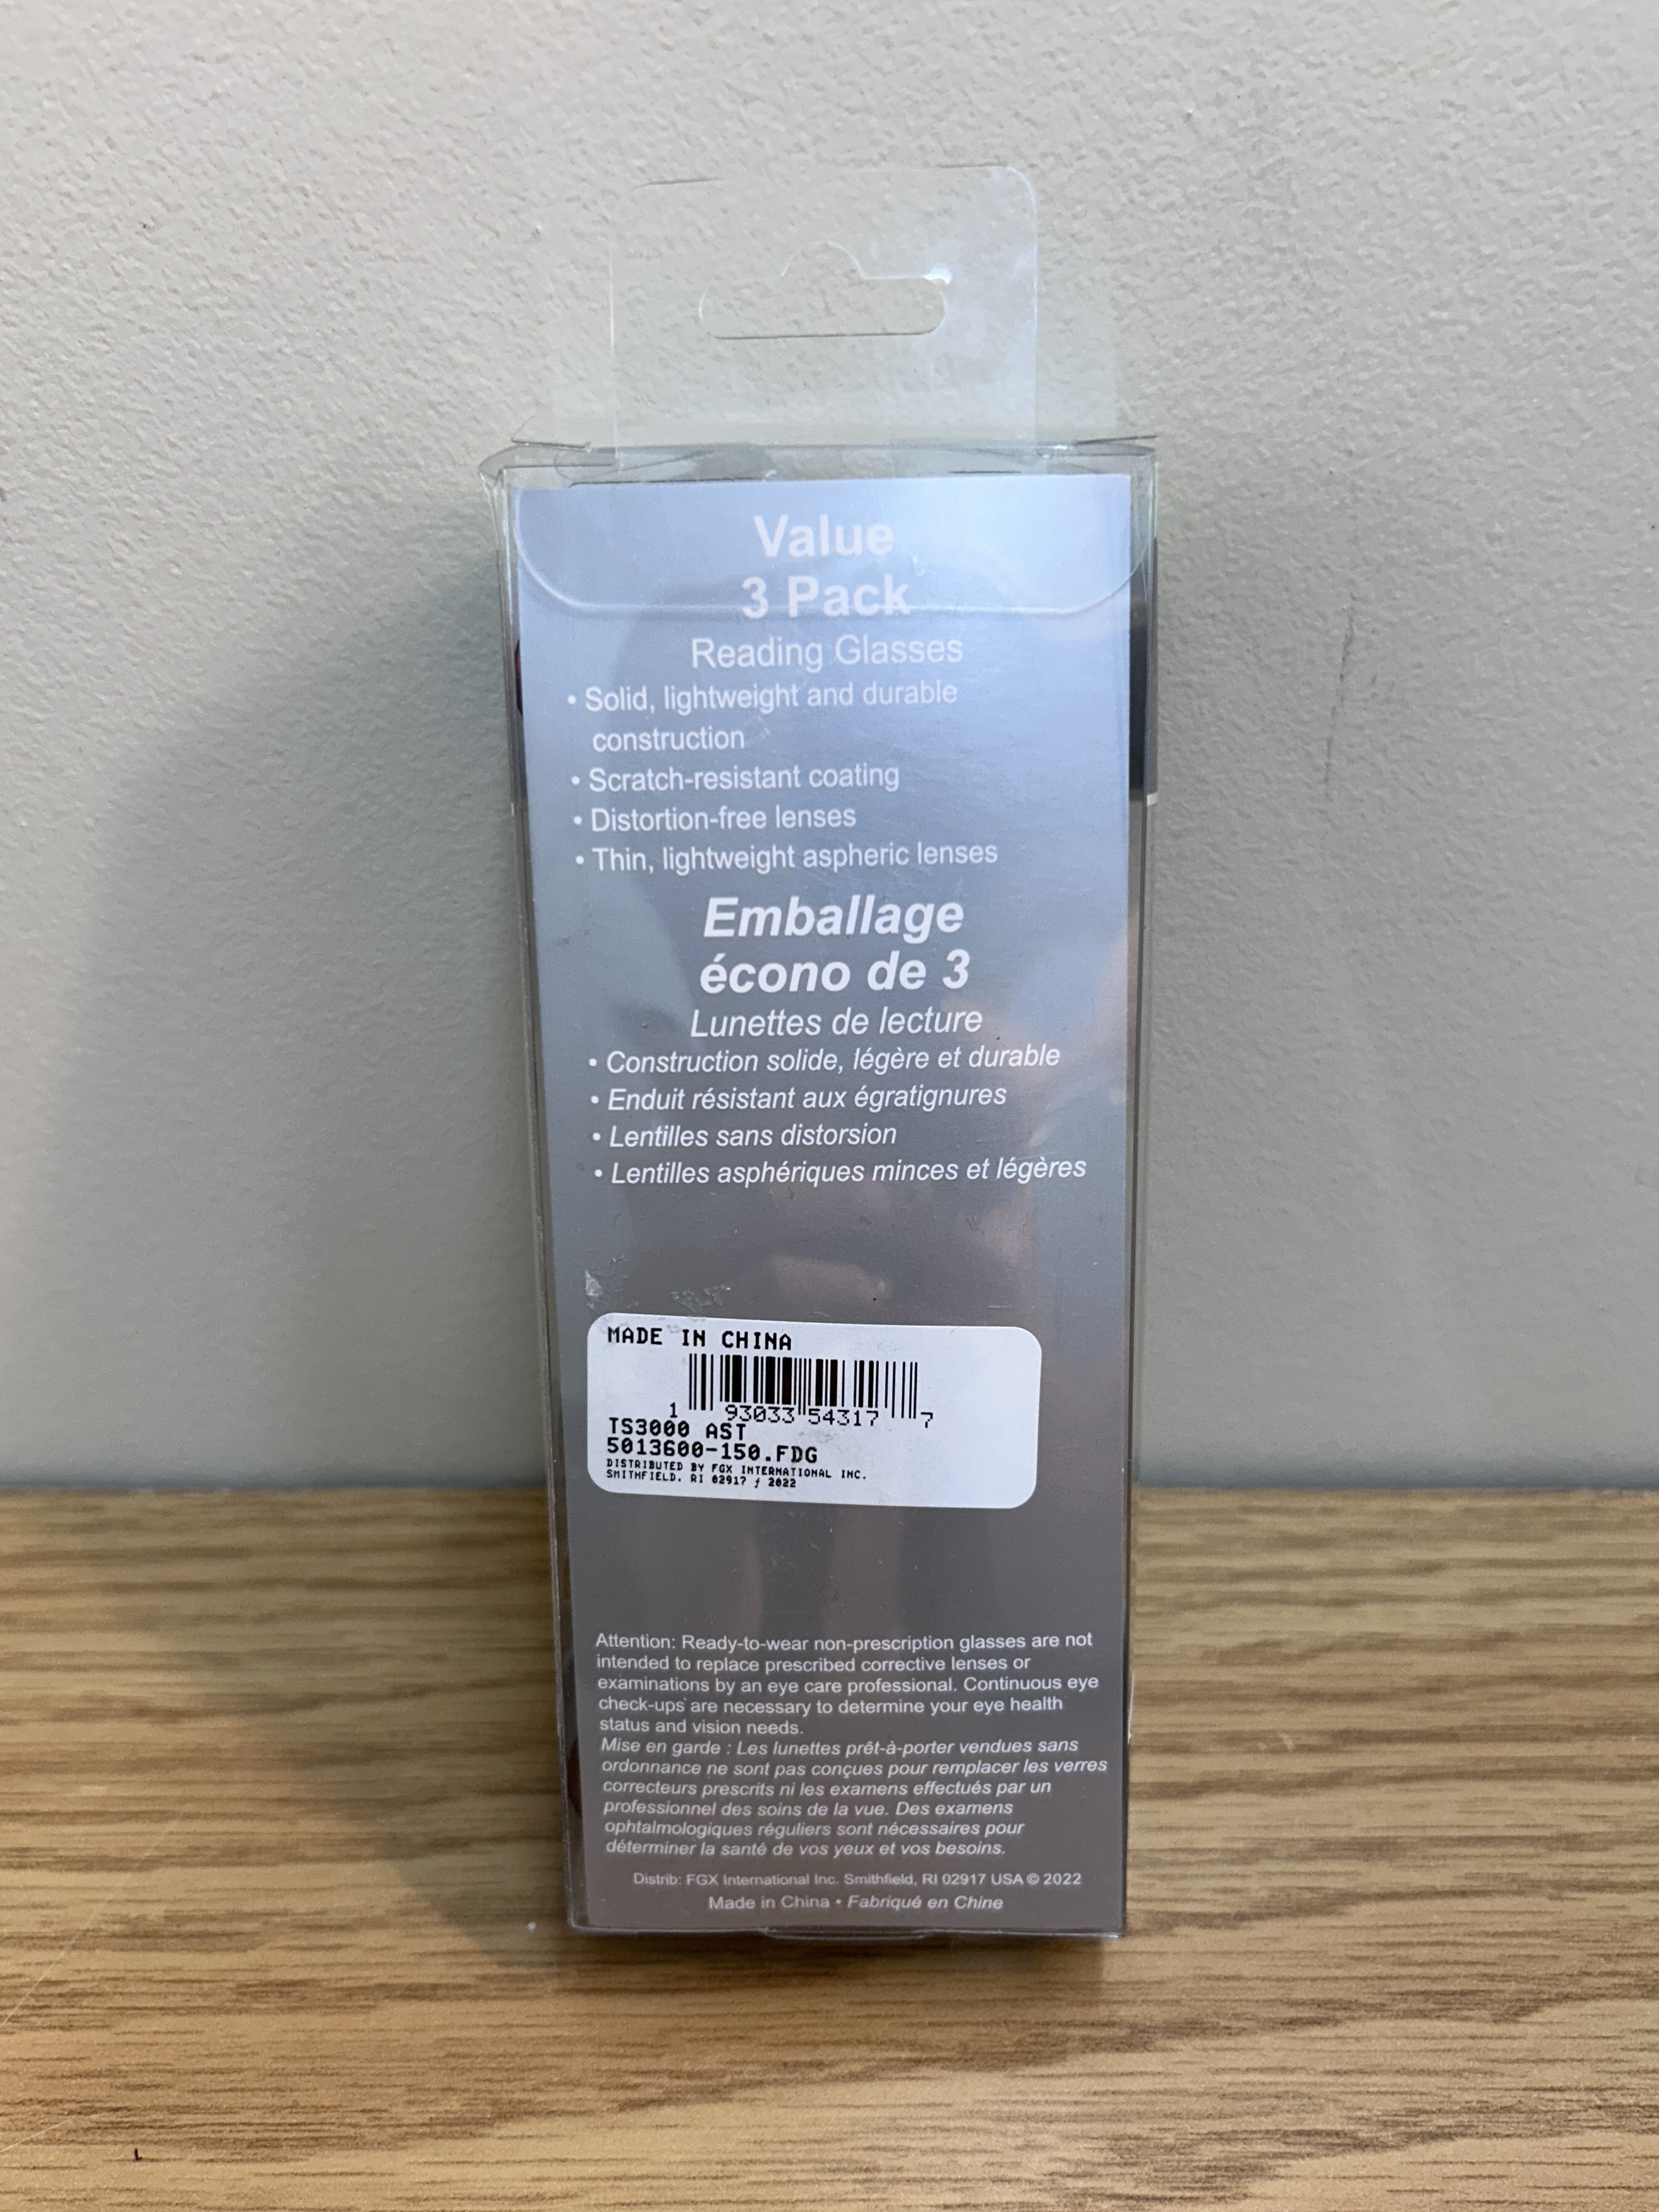 Value
3 Pack
Reading Glasses
• Solid, lightweight and durable
construction
• Scratch-resistant coating
• Distortion-free lenses
• Thin, lightweight aspheric lenses
Emballage
écono de 3
Lunettes de lecture
• Construction solide, légère et durable
• Enduit résistant aux égratignures
• Lentilles sans distorsion
• Lentilles asphériques minces et légères
MADE IN CHINA
1 93033 54317 7
TS3000 AST
5013600-150.FDG
DISTRIBUTED BY FGX INTERNATIONAL INC.
SMITHFIELD. RI 02917 ƒ 2022
Attention: Ready-to-wear non-prescription glasses are not
intended to replace prescribed corrective lenses or
examinations by an eye care professional. Continuous eye
check-ups are necessary to determine your eye health
status and vision needs.
Mise en garde : Les lunettes prêt-à-porter vendues sans
ordonnance ne sont pas conçues pour remplacer les verres
correcteurs prescrits ni les examens effectués par un
professionnel des soins de la vue. Des examens
ophtalmologiques réguliers sont nécessaires pour
déterminer la santé de vos yeux et vos besoins.
Distrib: FGX International Inc. Smithfield, RI 02917 USA © 2022
Made in China • Fabriqué en Chine